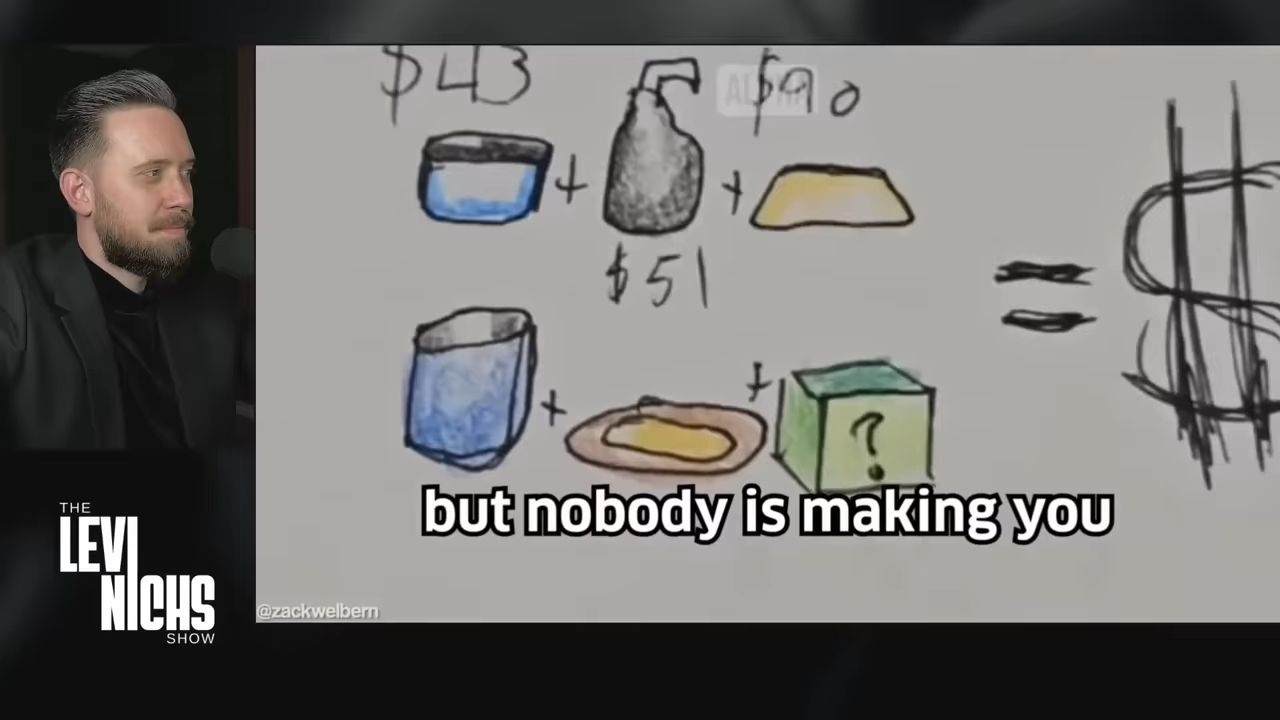 $43
$90
+
+
$51
=
$
+
+
?
but nobody is making you
@zackwelbern
THE
LEVI
NICHS
SHOW